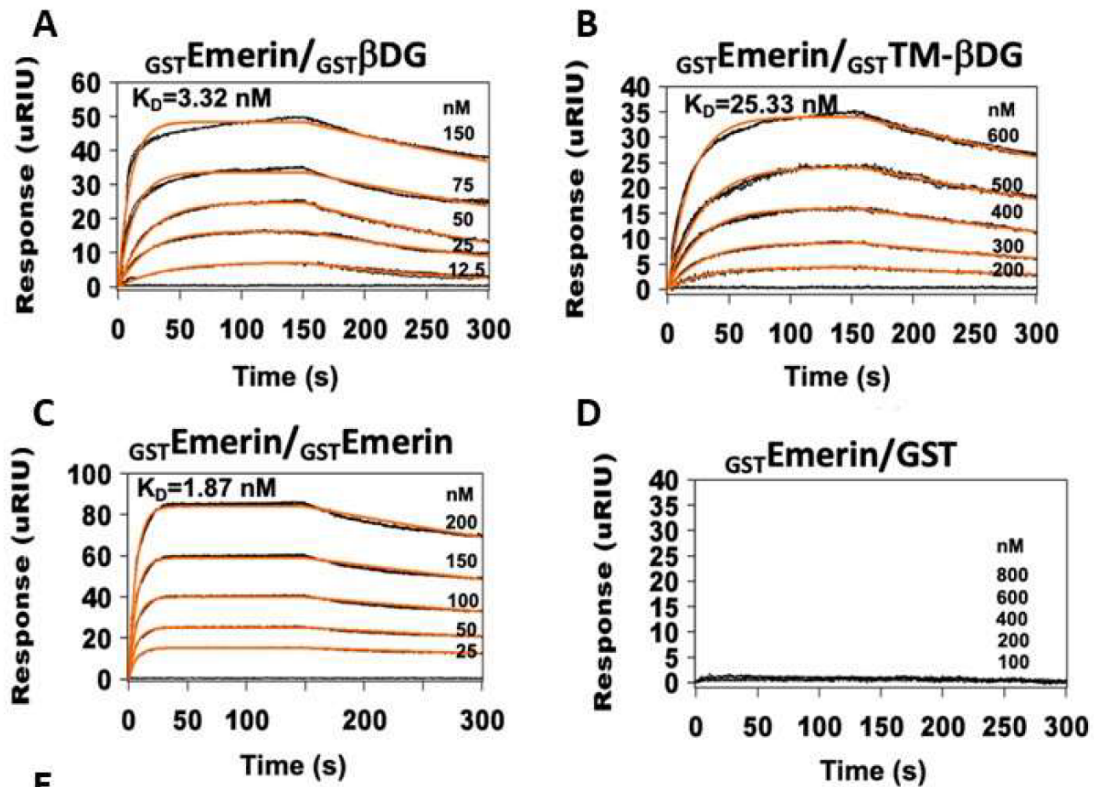 A
GSTEmerin/GSTβDG
KD=3.32 nM
nM
150
75
50
25
12.5
60
50
40
30
20
10
0
Response (uRIU)
0 50 100 150 200 250 300
Time (s)
B
GSTEmerin/GSTTM-βDG
KD=25.33 nM
nM
600
500
400
300
200
40
35
30
25
20
15
10
5
0
Response (uRIU)
0 50 100 150 200 250 300
Time (s)
C
GSTEmerin/GSTEmerin
KD=1.87 nM
nM
200
150
100
50
25
100
80
60
40
20
0
Response (uRIU)
0 50 100 150 200 300
Time (s)
D
GSTEmerin/GST
nM
800
600
400
200
100
40
35
30
25
20
15
10
5
0
Response (uRIU)
0 50 100 150 200 250 300
Time (s)